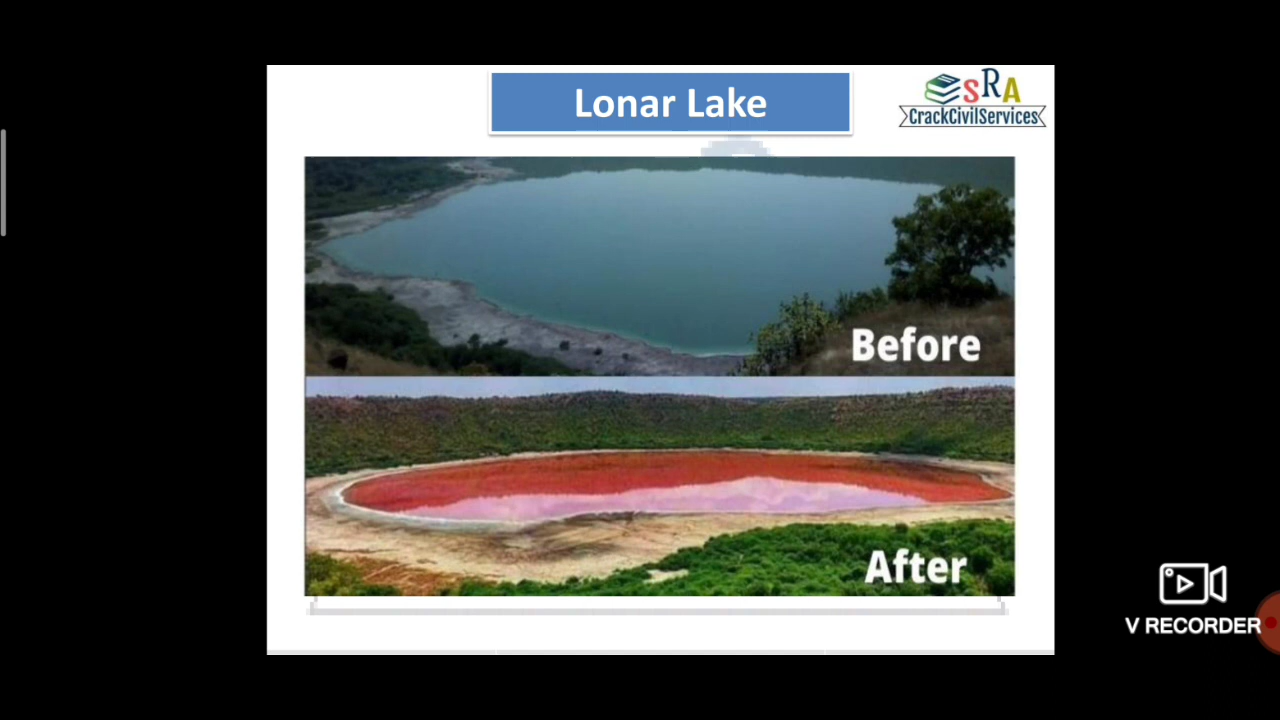 Lonar Lake
SRA
CrackCivilServices
Before
After
V RECORDER